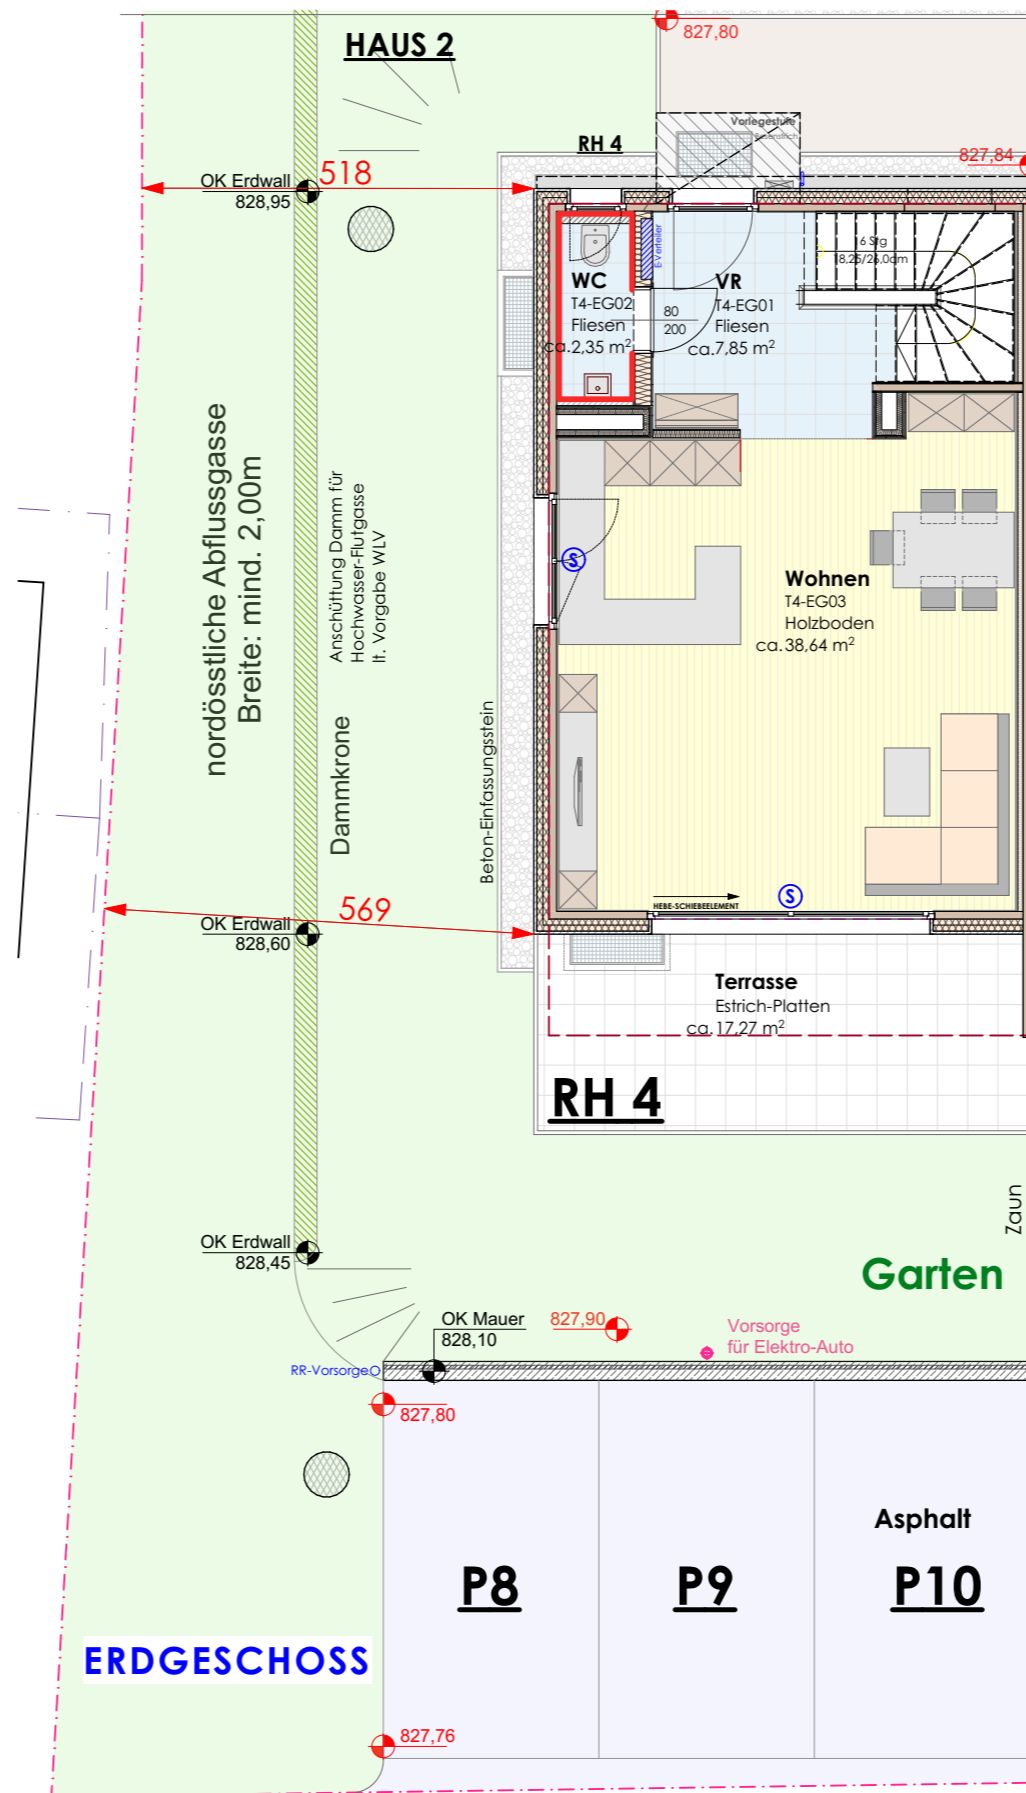 827,80
HAUS 2
Vorlegestufe
RH 4
827,84
OK Erdwall
828,95
518
16 Stg
18,25/26,0cm
E-Verteiler
WC
T4-EG02
Fliesen
ca.2,35 m²
80
200
VR
T4-EG01
Fliesen
ca.7,85 m²
nordösstliche Abflussgasse
Breite: mind. 2,00m
Anschüttung Damm für
Hochwasser-Flutgasse
lt. Vorgabe WLV
S
Wohnen
T4-EG03
Holzboden
ca.38,64 m²
Dammkrone
Beton-Einfassungsstein
OK Erdwall
828,60
569
HEBE-SCHIEBEELEMENT
S
Terrasse
Estrich-Platten
ca.17,27 m²
RH 4
Zaun
OK Erdwall
828,45
Garten
OK Mauer
828,10
827,90
Vorsorge
für Elektro-Auto
RR-Vorsorge
827,80
Asphalt
P8
P9
P10
ERDGESCHOSS
827,76